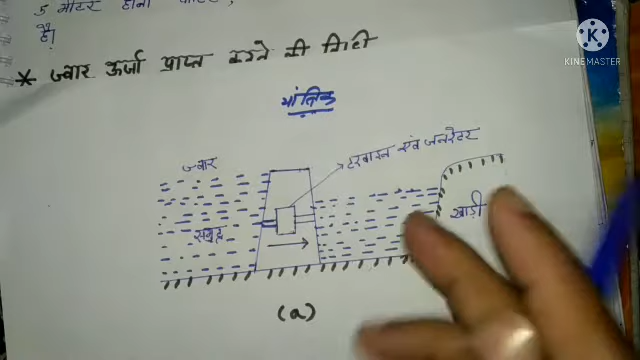 5 मीटर होना चाहिए,
है।
* ज्वार ऊर्जा प्राप्त करने की
यांत्रिक
ज्वार
टरबाइन एवं जनरेटर
समुद्र
खाड़ी
(a)
K
KINEMASTER